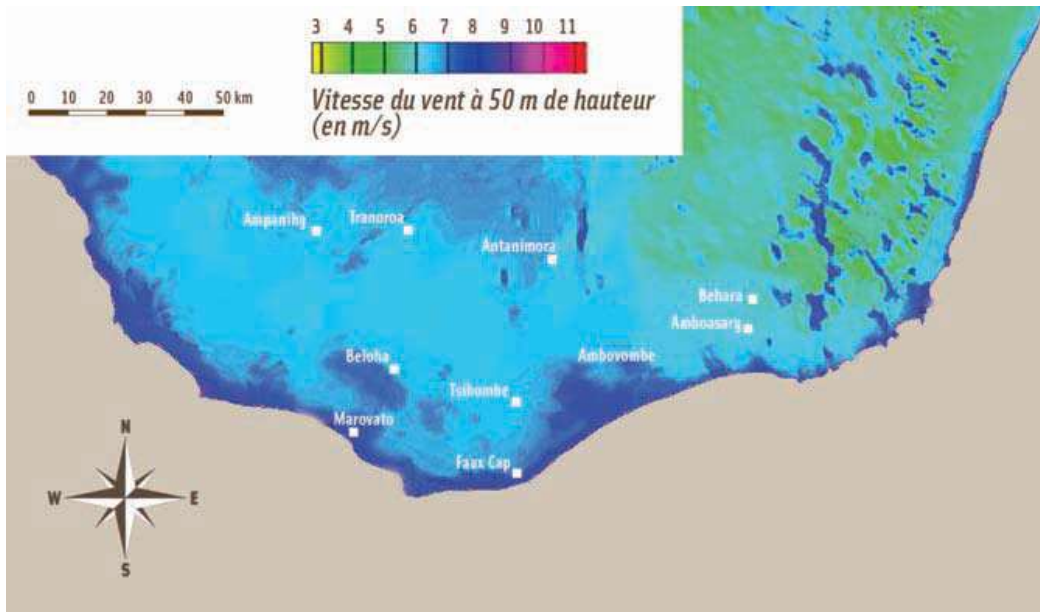 3 4 5 6 7 8 9 10 11
Vitesse du vent à 50 m de hauteur
(en m/s)
0 10 20 30 40 50 km
Ampanihy Tranoroa
Antanimora
Behara
Amboasary
Beloha Ambovombe
Tsihombe
Marovato
Faux Cap
N
W E
S